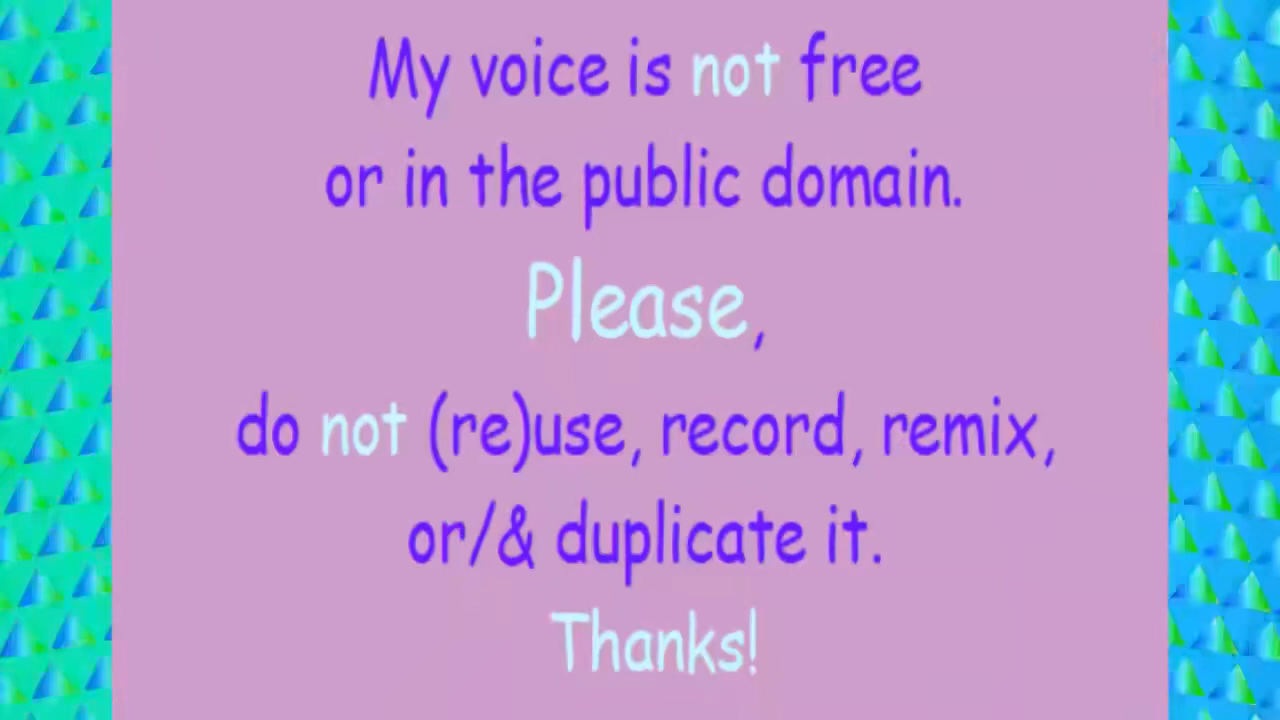 My voice is not free
or in the public domain.
Please,
do not (re)use, record, remix,
or/& duplicate it.
Thanks!